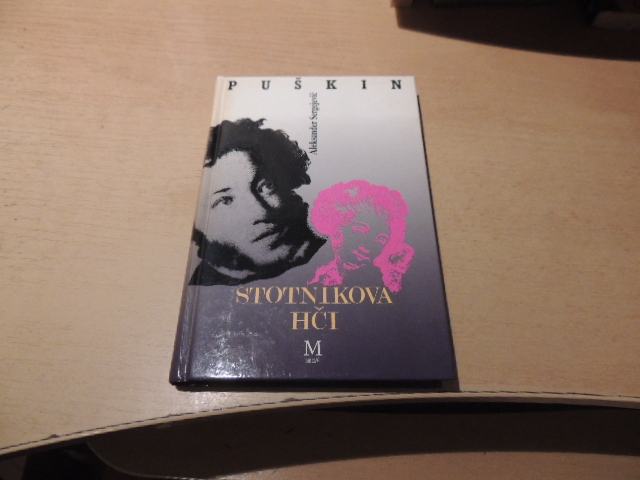 PUŠKIN
Aleksander Sergejevič
STOTNIKOVA
HČI
M